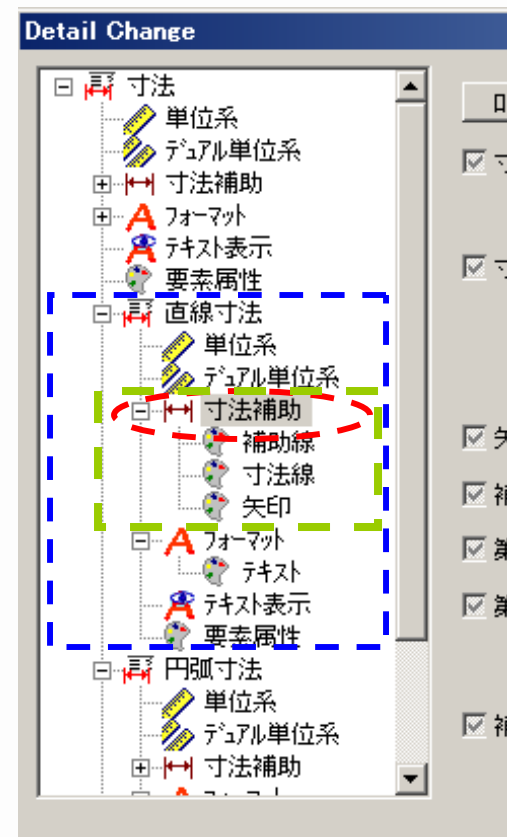 Detail Change
寸法
単位系
ﾃﾞｭｱﾙ単位系
寸法補助
ﾌｫｰﾏｯﾄ
ﾃｷｽﾄ表示
要素属性
直線寸法
単位系
ﾃﾞｭｱﾙ単位系
寸法補助
補助線
寸法線
矢印
ﾌｫｰﾏｯﾄ
ﾃｷｽﾄ
ﾃｷｽﾄ表示
要素属性
円弧寸法
単位系
ﾃﾞｭｱﾙ単位系
寸法補助